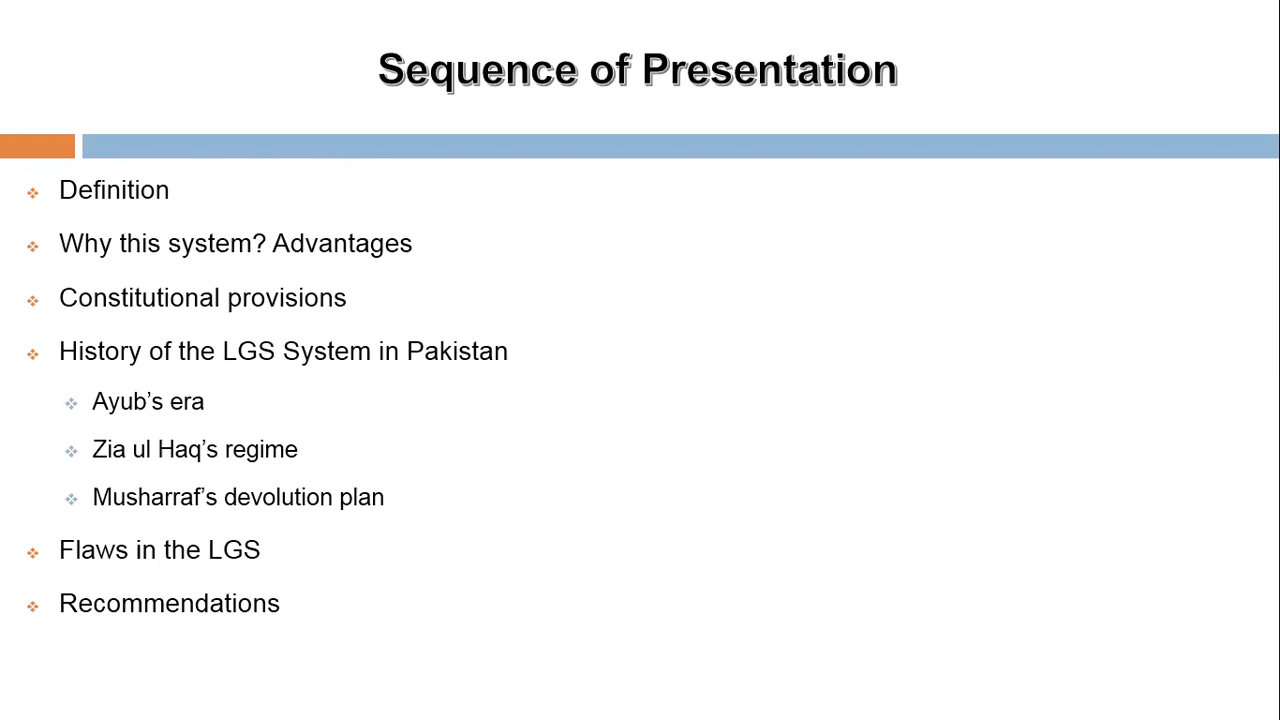 Sequence of Presentation
Definition
Why this system? Advantages
Constitutional provisions
History of the LGS System in Pakistan
Ayub’s era
Zia ul Haq’s regime
Musharraf’s devolution plan
Flaws in the LGS
Recommendations